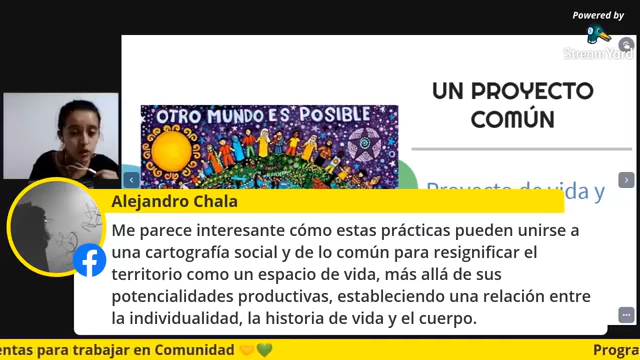 Powered by
StreamYard
UN PROYECTO
COMÚN
OTRO MUNDO ES POSIBLE
Proyecto de vida y
Alejandro Chala
Me parece interesante cómo estas prácticas pueden unirse a
una cartografía social y de lo común para resignificar el
territorio como un espacio de vida, más allá de sus
potencialidades productivas, estableciendo una relación entre
la individualidad, la historia de vida y el cuerpo.
entas para trabajar en Comunidad 🤝💚 Progra